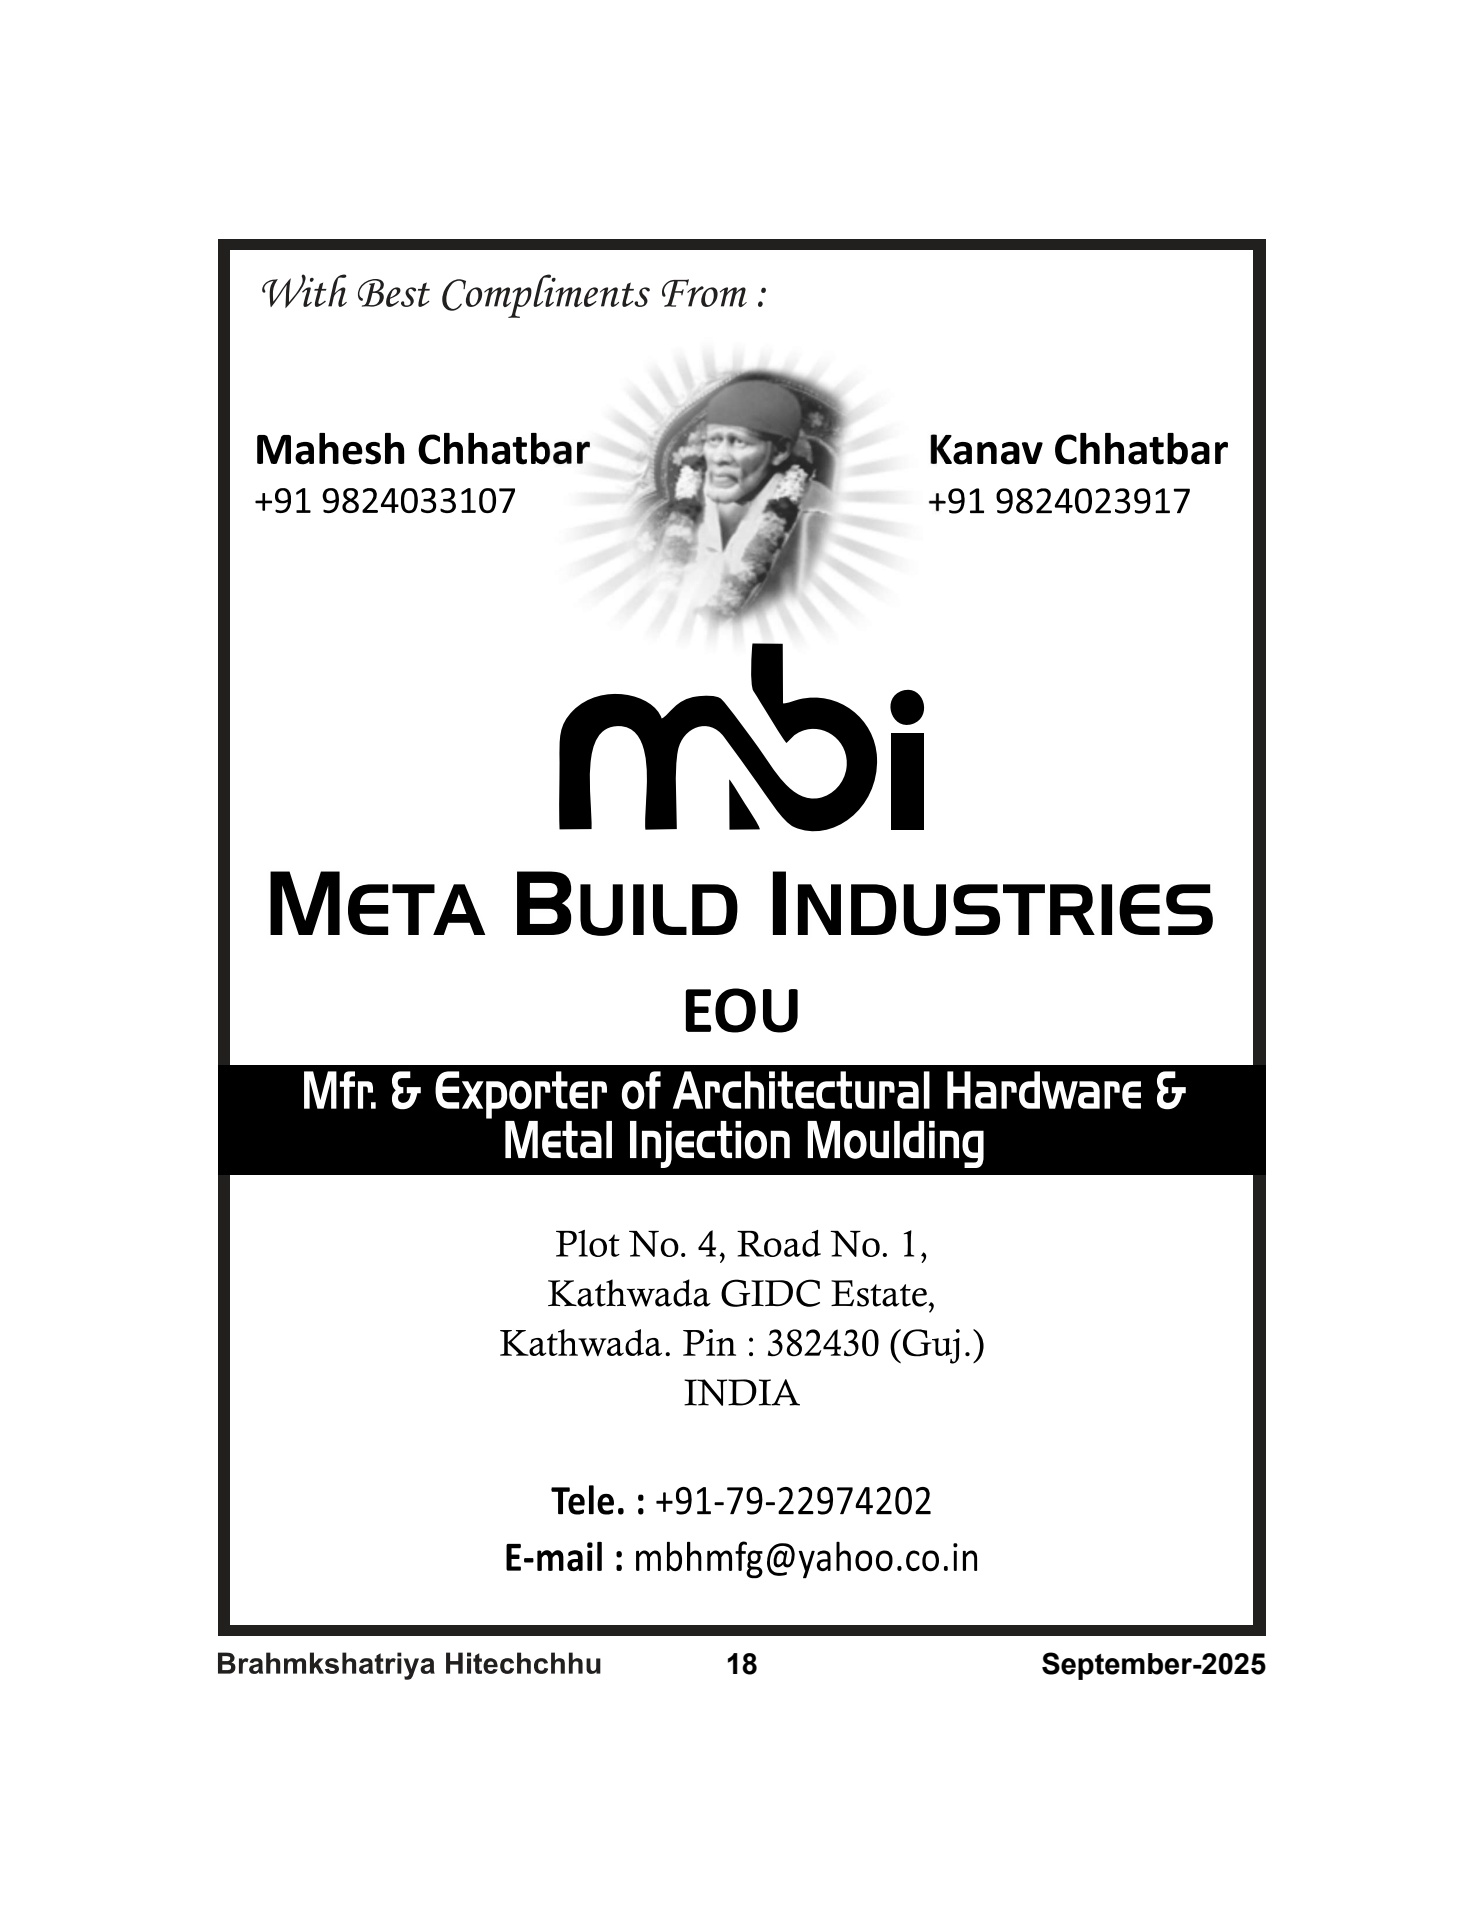 With Best Compliments From :
Mahesh Chhatbar
+91 9824033107
Kanav Chhatbar
+91 9824023917
mbi
META BUILD INDUSTRIES
EOU
Mfr. & Exporter of Architectural Hardware &
Metal Injection Moulding
Plot No. 4, Road No. 1,
Kathwada GIDC Estate,
Kathwada. Pin : 382430 (Guj.)
INDIA
Tele. : +91-79-22974202
E-mail : mbhmfg@yahoo.co.in
Brahmkshatriya Hitechchhu 18 September-2025